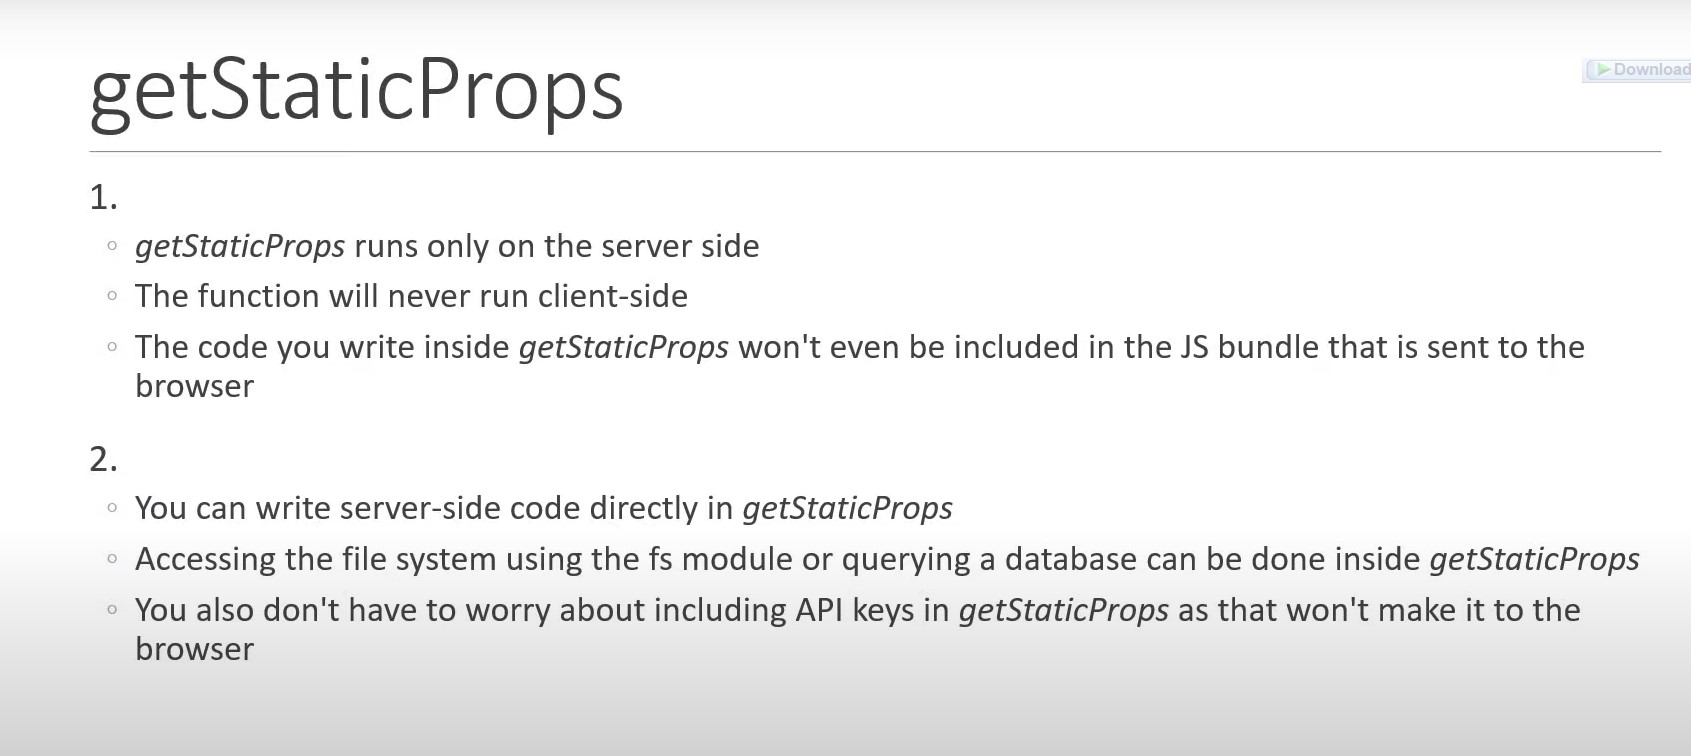 getStaticProps
Download
1.
◦ getStaticProps runs only on the server side
◦ The function will never run client-side
◦ The code you write inside getStaticProps won't even be included in the JS bundle that is sent to the
browser
2.
◦ You can write server-side code directly in getStaticProps
◦ Accessing the file system using the fs module or querying a database can be done inside getStaticProps
◦ You also don't have to worry about including API keys in getStaticProps as that won't make it to the
browser